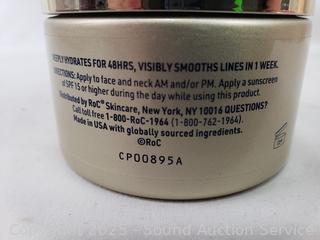 DEEPLY HYDRATES FOR 48HRS, VISIBLY SMOOTHS LINES IN 1 WEEK.
DIRECTIONS: Apply to face and neck AM and/or PM. Apply a sunscreen
of SPF 15 or higher during the day while using this product.
Distributed by RoC® Skincare, New York, NY 10016 QUESTIONS?
Call toll free 1-800-RoC-1964 (1-800-762-1964).
Made in USA with globally sourced ingredients.
©RoC
CP00895A
Copyright 2025 - Sound Auction Service